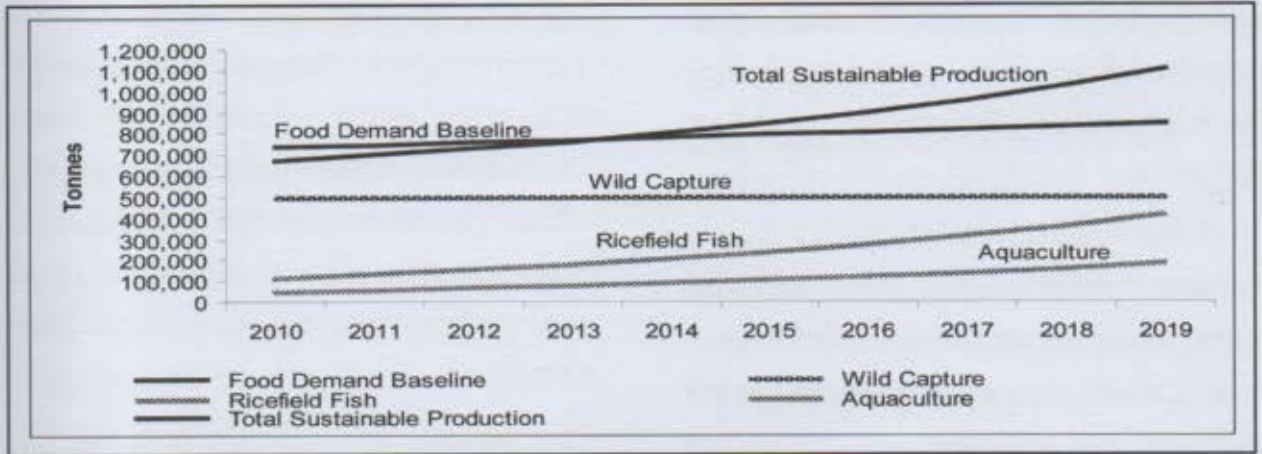 Tonnes
1,200,000
1,100,000
1,000,000
900,000
800,000
700,000
600,000
500,000
400,000
300,000
200,000
100,000
0
Total Sustainable Production
Food Demand Baseline
Wild Capture
Ricefield Fish
Aquaculture
2010 2011 2012 2013 2014 2015 2016 2017 2018 2019
Food Demand Baseline
Wild Capture
Ricefield Fish
Aquaculture
Total Sustainable Production